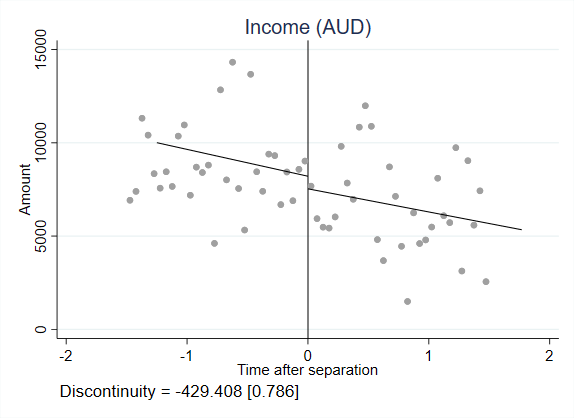 Income (AUD)
15000
10000
5000
0
Amount
-2
-1
0
1
2
Time after separation
Discontinuity = -429.408 [0.786]